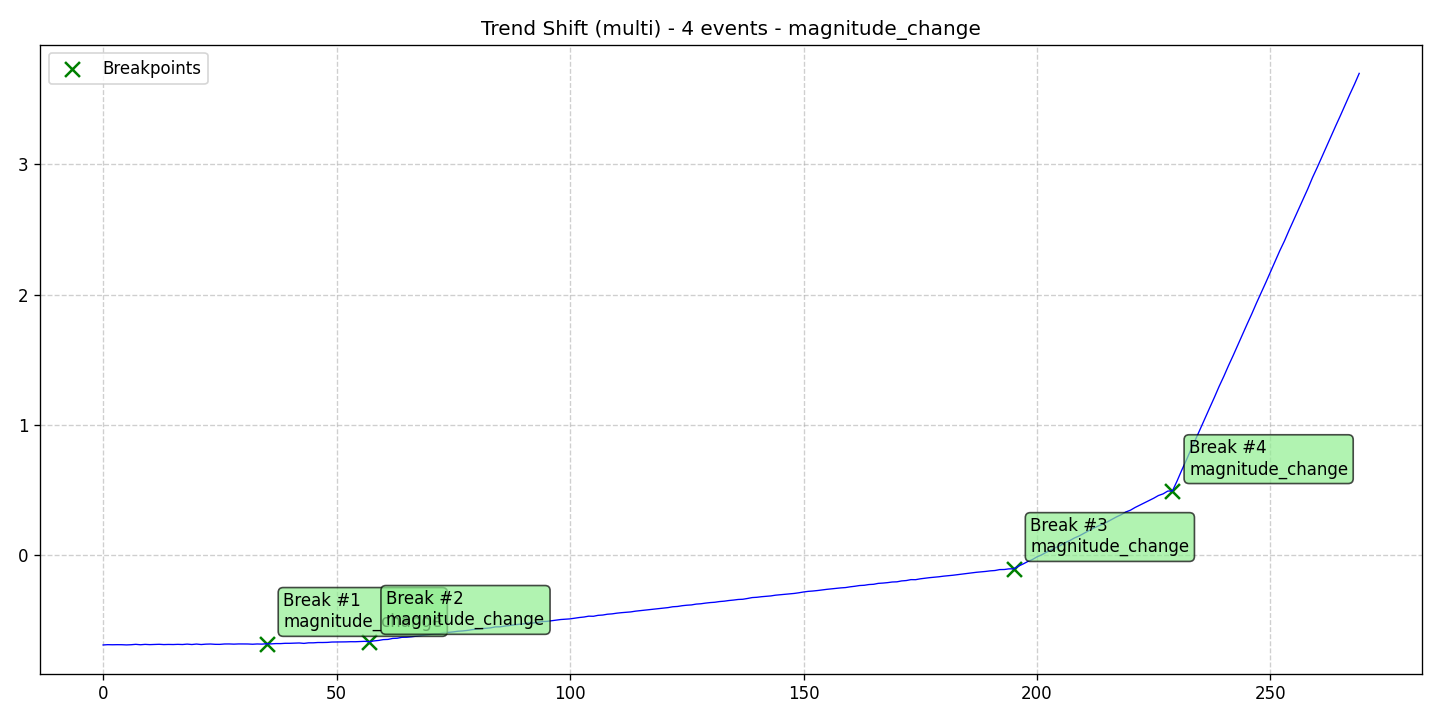 Trend Shift (multi) - 4 events - magnitude_change
Breakpoints
3
2
1
0
Break #4
magnitude_change
Break #3
magnitude_change
Break #1
magnitude_change
Break #2
magnitude_change
0
50
100
150
200
250